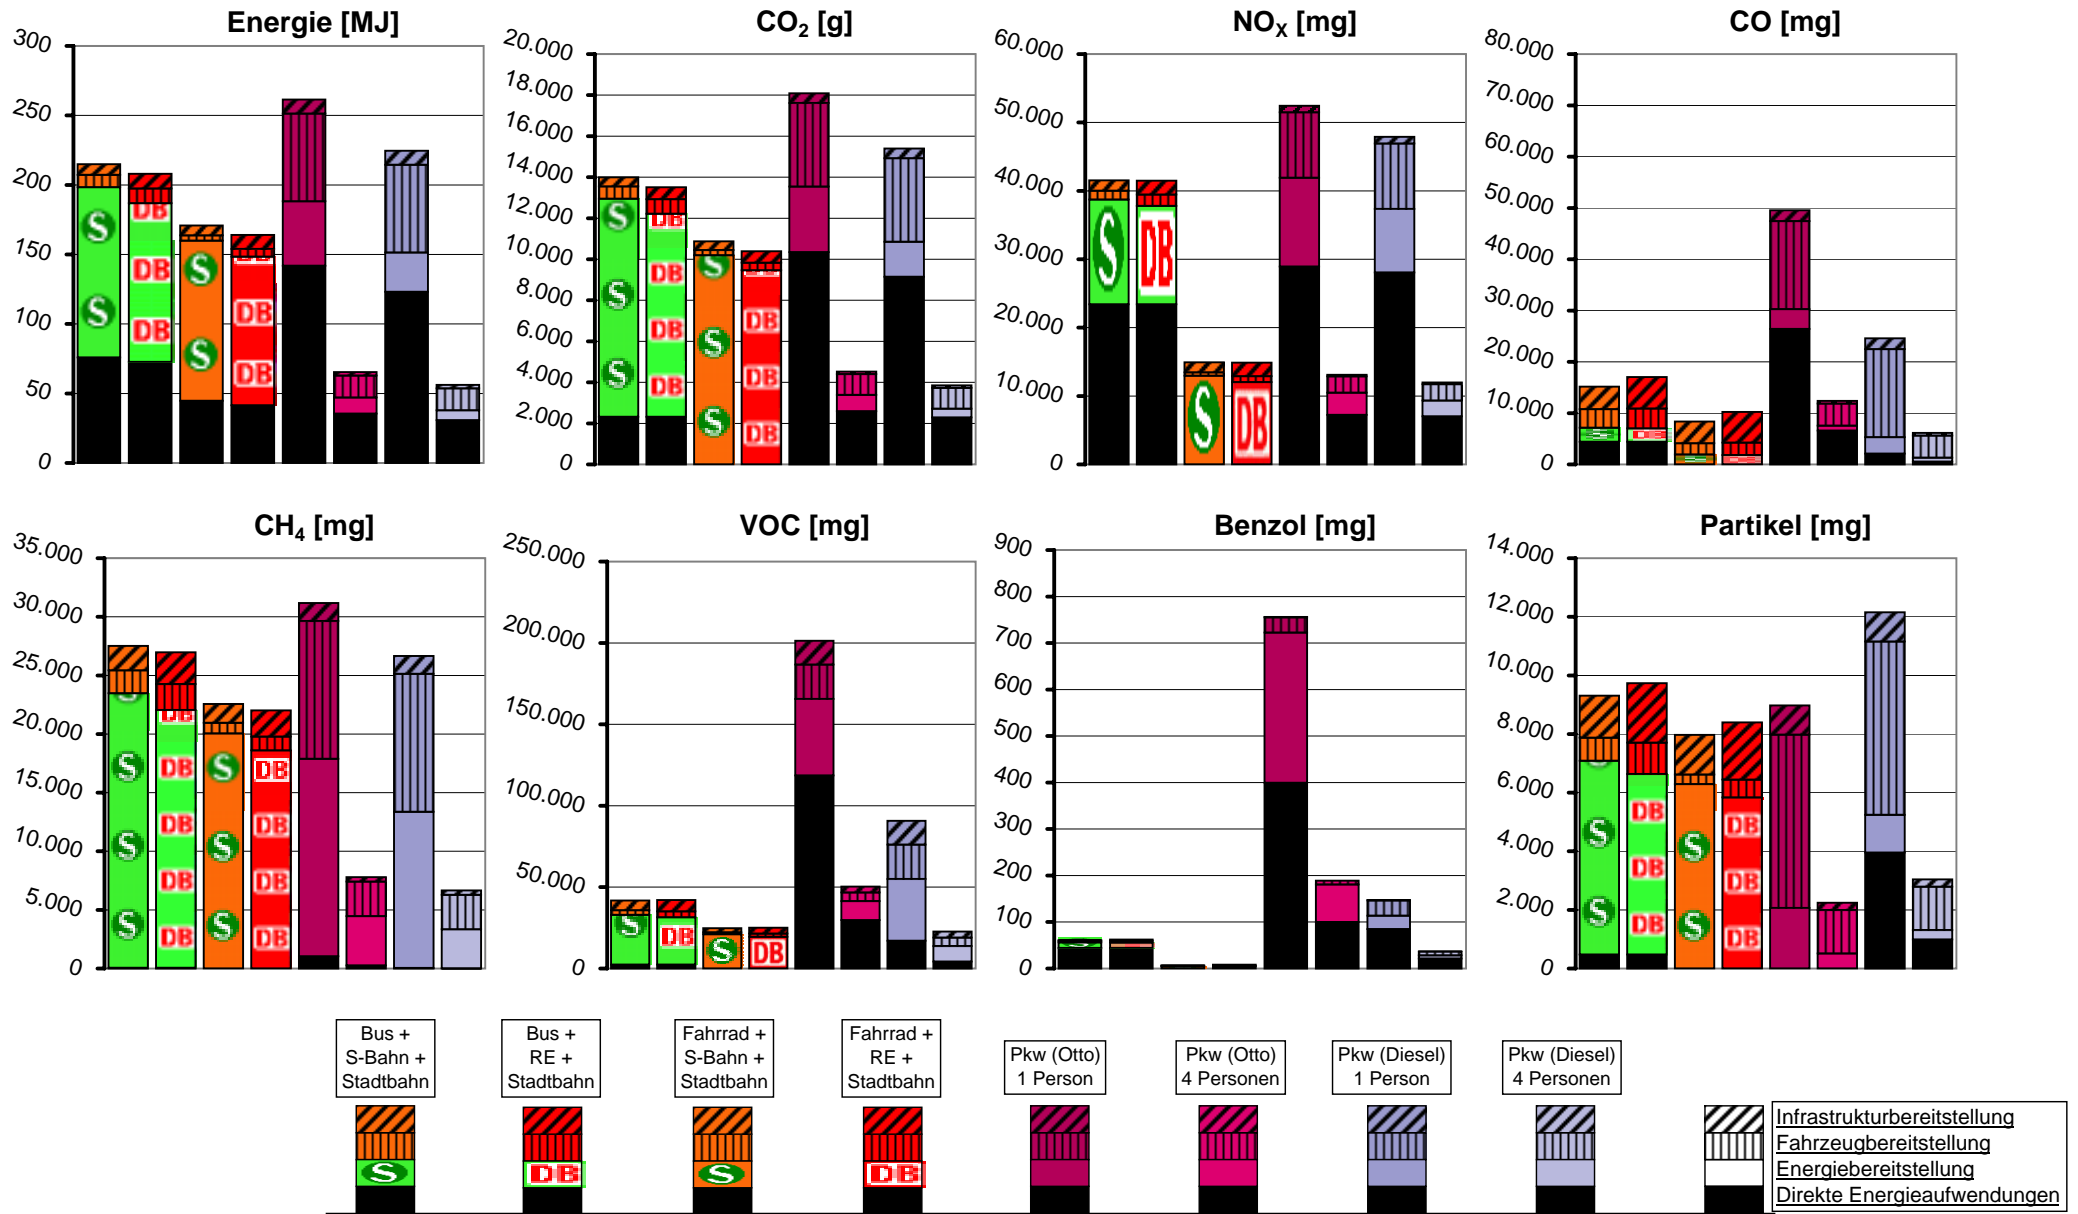 Energie [MJ]
300
250
200
150
100
50
0
CO2 [g]
20.000
18.000
16.000
14.000
12.000
10.000
8.000
6.000
4.000
2.000
0
NOX [mg]
60.000
50.000
40.000
30.000
20.000
10.000
0
CO [mg]
80.000
70.000
60.000
50.000
40.000
30.000
20.000
10.000
0
CH4 [mg]
35.000
30.000
25.000
20.000
15.000
10.000
5.000
0
VOC [mg]
250.000
200.000
150.000
100.000
50.000
0
Benzol [mg]
900
800
700
600
500
400
300
200
100
0
Partikel [mg]
14.000
12.000
10.000
8.000
6.000
4.000
2.000
0
Bus +
S-Bahn +
Stadtbahn
Bus +
RE +
Stadtbahn
Fahrrad +
S-Bahn +
Stadtbahn
Fahrrad +
RE +
Stadtbahn
Pkw (Otto)
1 Person
Pkw (Otto)
4 Personen
Pkw (Diesel)
1 Person
Pkw (Diesel)
4 Personen
S
DB
S
DB
Infrastrukturbereitstellung
Fahrzeugbereitstellung
Energiebereitstellung
Direkte Energieaufwendungen